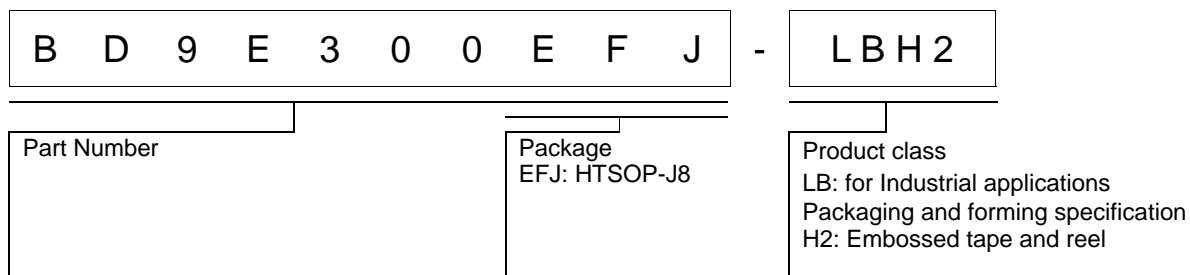 B D 9 E 3 0 0 E F J - L B H 2
Part Number
Package
EFJ: HTSOP-J8
Product class
LB: for Industrial applications
Packaging and forming specification
H2: Embossed tape and reel